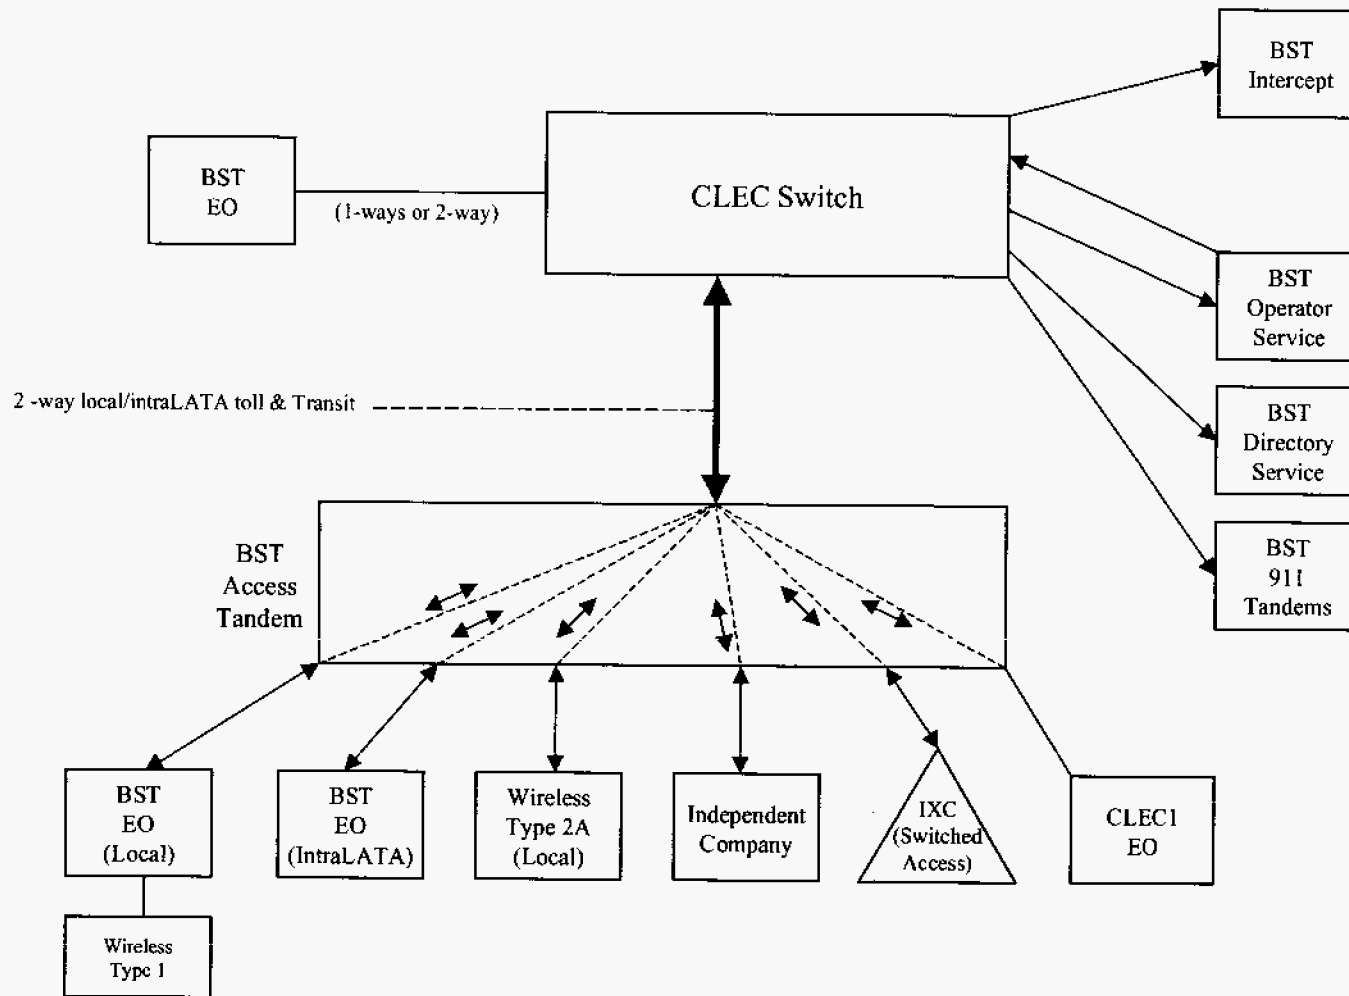 BST
Intercept
BST
EO
(1-ways or 2-way)
CLEC Switch
BST
Operator
Service
2 -way local/intraLATA toll & Transit
BST
Directory
Service
BST
Access
Tandem
BST
911
Tandems
BST
EO
(Local)
BST
EO
(IntraLATA)
Wireless
Type 2A
(Local)
Independent
Company
IXC
(Switched
Access)
CLEC1
EO
Wireless
Type 1